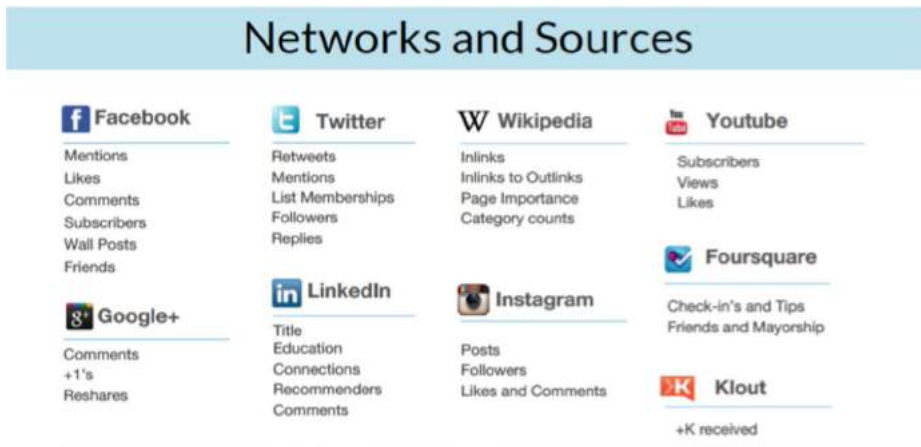 Networks and Sources
Facebook
Mentions
Likes
Comments
Subscribers
Wall Posts
Friends
Google+
Comments
+1's
Reshares
Twitter
Retweets
Mentions
List Memberships
Followers
Replies
LinkedIn
Title
Education
Connections
Recommenders
Comments
W Wikipedia
Inlinks
Inlinks to Outlinks
Page Importance
Category counts
Instagram
Posts
Followers
Likes and Comments
You
Tube
Youtube
Subscribers
Views
Likes
Foursquare
Check-in's and Tips
Friends and Mayorship
Klout
+K received